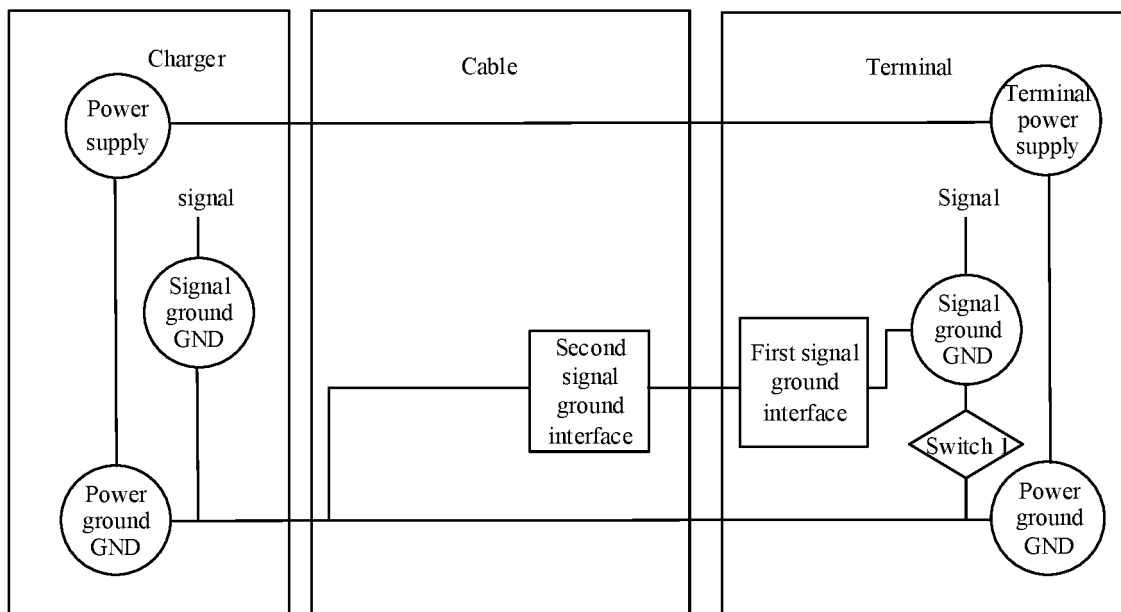 Charger
Cable
Terminal
Power
supply
Terminal
power
supply
signal
Signal
Signal
ground
GND
Second
signal
ground
interface
First signal
ground
interface
Signal
ground
GND
Switch 1
Power
ground
GND
Power
ground
GND